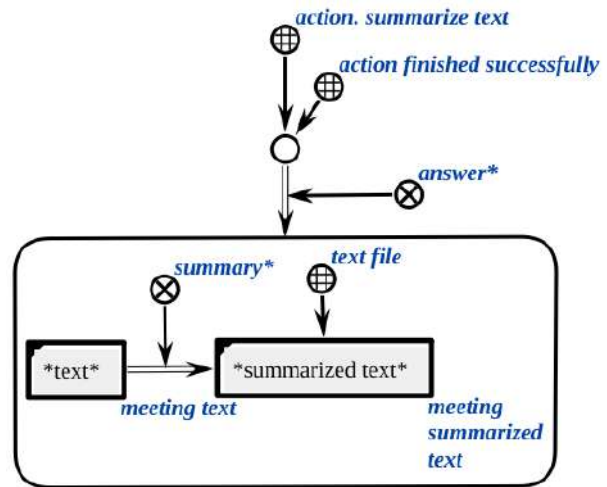 action. summarize text
action finished successfully
answer*
summary*
text file
*text*
*summarized text*
meeting text
meeting
summarized
text